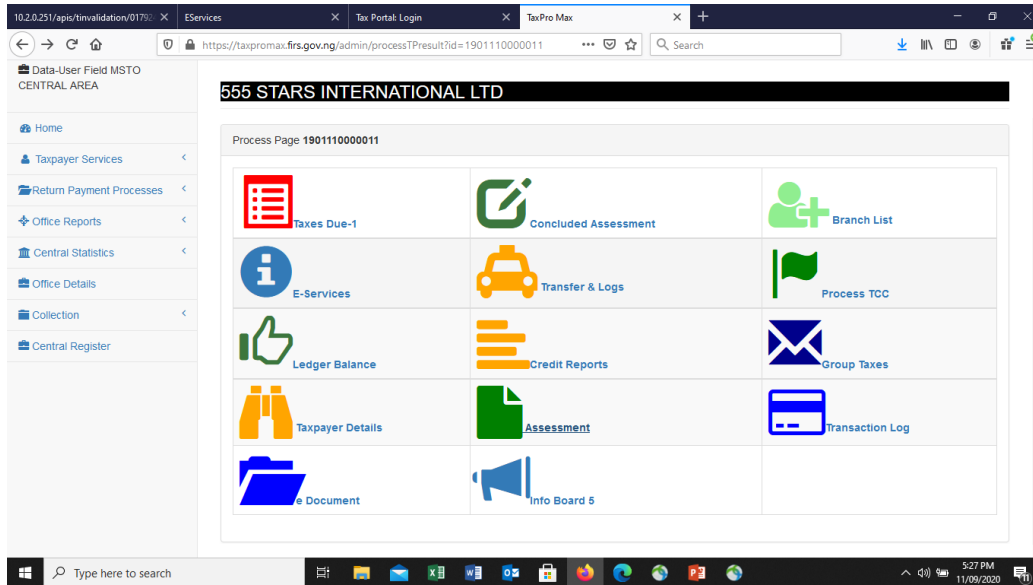 10.2.0.251/apis/tinvalidation/01792
EServices
Tax Portal: Login
TaxPro Max
https://taxpromax.firs.gov.ng/admin/processTPresult?id=1901110000011
Search
Data-User Field MSTO
CENTRAL AREA
Home
Taxpayer Services
Return Payment Processes
Office Reports
Central Statistics
Office Details
Collection
Central Register
555 STARS INTERNATIONAL LTD
Process Page 1901110000011
Taxes Due-1
Concluded Assessment
Branch List
E-Services
Transfer & Logs
Process TCC
Ledger Balance
Credit Reports
Group Taxes
Taxpayer Details
Assessment
Transaction Log
e Document
Info Board 5
Type here to search
5:27 PM
11/09/2020